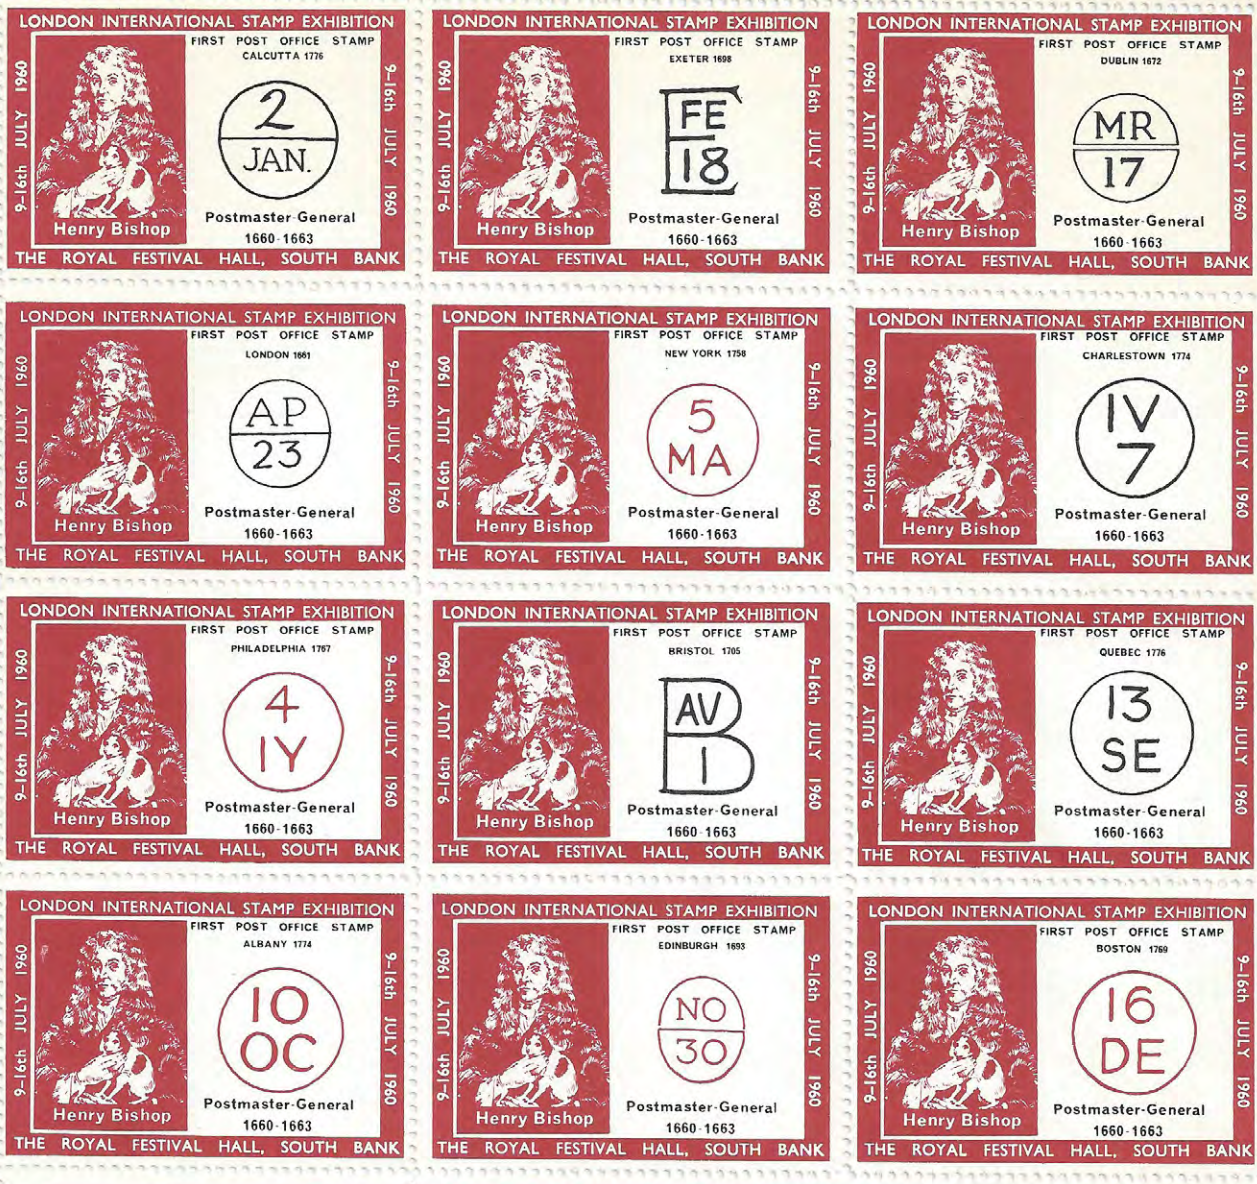 LONDON INTERNATIONAL STAMP EXHIBITION
9-16th JULY 1960
FIRST POST OFFICE STAMP
CALCUTTA 1776
2
JAN.
Henry Bishop
Postmaster-General
1660-1663
9-16th JULY 1960
THE ROYAL FESTIVAL HALL, SOUTH BANK
LONDON INTERNATIONAL STAMP EXHIBITION
9-16th JULY 1960
FIRST POST OFFICE STAMP
EXETER 1698
FE
18
Henry Bishop
Postmaster-General
1660-1663
9-16th JULY 1960
THE ROYAL FESTIVAL HALL, SOUTH BANK
LONDON INTERNATIONAL STAMP EXHIBITION
9-16th JULY 1960
FIRST POST OFFICE STAMP
DUBLIN 1672
MR
17
Henry Bishop
Postmaster-General
1660-1663
9-16th JULY 1960
THE ROYAL FESTIVAL HALL, SOUTH BANK
LONDON INTERNATIONAL STAMP EXHIBITION
9-16th JULY 1960
FIRST POST OFFICE STAMP
LONDON 1661
AP
23
Henry Bishop
Postmaster-General
1660-1663
9-16th JULY 1960
THE ROYAL FESTIVAL HALL, SOUTH BANK
LONDON INTERNATIONAL STAMP EXHIBITION
9-16th JULY 1960
FIRST POST OFFICE STAMP
NEW YORK 1758
5
MA
Henry Bishop
Postmaster-General
1660-1663
9-16th JULY 1960
THE ROYAL FESTIVAL HALL, SOUTH BANK
LONDON INTERNATIONAL STAMP EXHIBITION
9-16th JULY 1960
FIRST POST OFFICE STAMP
CHARLESTOWN 1774
IV
7
Henry Bishop
Postmaster-General
1660-1663
9-16th JULY 1960
THE ROYAL FESTIVAL HALL, SOUTH BANK
LONDON INTERNATIONAL STAMP EXHIBITION
9-16th JULY 1960
FIRST POST OFFICE STAMP
PHILADELPHIA 1767
4
IY
Henry Bishop
Postmaster-General
1660-1663
9-16th JULY 1960
THE ROYAL FESTIVAL HALL, SOUTH BANK
LONDON INTERNATIONAL STAMP EXHIBITION
9-16th JULY 1960
FIRST POST OFFICE STAMP
BRISTOL 1705
AV
1
Henry Bishop
Postmaster-General
1660-1663
9-16th JULY 1960
THE ROYAL FESTIVAL HALL, SOUTH BANK
LONDON INTERNATIONAL STAMP EXHIBITION
9-16th JULY 1960
FIRST POST OFFICE STAMP
QUEBEC 1776
13
SE
Henry Bishop
Postmaster-General
1660-1663
9-16th JULY 1960
THE ROYAL FESTIVAL HALL, SOUTH BANK
LONDON INTERNATIONAL STAMP EXHIBITION
9-16th JULY 1960
FIRST POST OFFICE STAMP
ALBANY 1774
10
OC
Henry Bishop
Postmaster-General
1660-1663
9-16th JULY 1960
THE ROYAL FESTIVAL HALL, SOUTH BANK
LONDON INTERNATIONAL STAMP EXHIBITION
9-16th JULY 1960
FIRST POST OFFICE STAMP
EDINBURGH 1693
NO
30
Henry Bishop
Postmaster-General
1660-1663
9-16th JULY 1960
THE ROYAL FESTIVAL HALL, SOUTH BANK
LONDON INTERNATIONAL STAMP EXHIBITION
9-16th JULY 1960
FIRST POST OFFICE STAMP
BOSTON 1769
16
DE
Henry Bishop
Postmaster-General
1660-1663
9-16th JULY 1960
THE ROYAL FESTIVAL HALL, SOUTH BANK